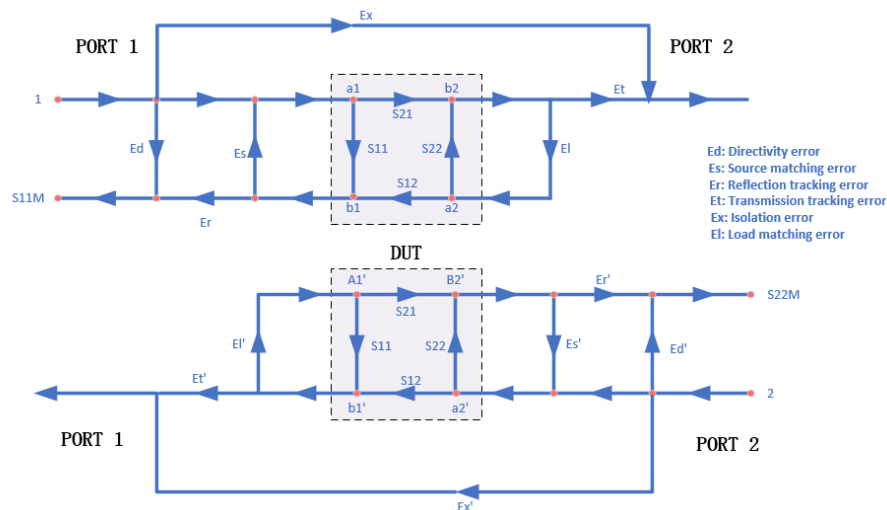 Ex
PORT 1
PORT 2
1
a1
b2
Et
S21
Ed
Es
S11
S22
El
S12
S11M
Er
b1
a2
Ed: Directivity error
Es: Source matching error
Er: Reflection tracking error
Et: Transmission tracking error
Ex: Isolation error
El: Load matching error
DUT
A1'
B2'
Er'
S22M
S21
El'
S11
S22
Es'
Ed'
Et'
S12
2
b1'
a2'
PORT 1
PORT 2
Ex'